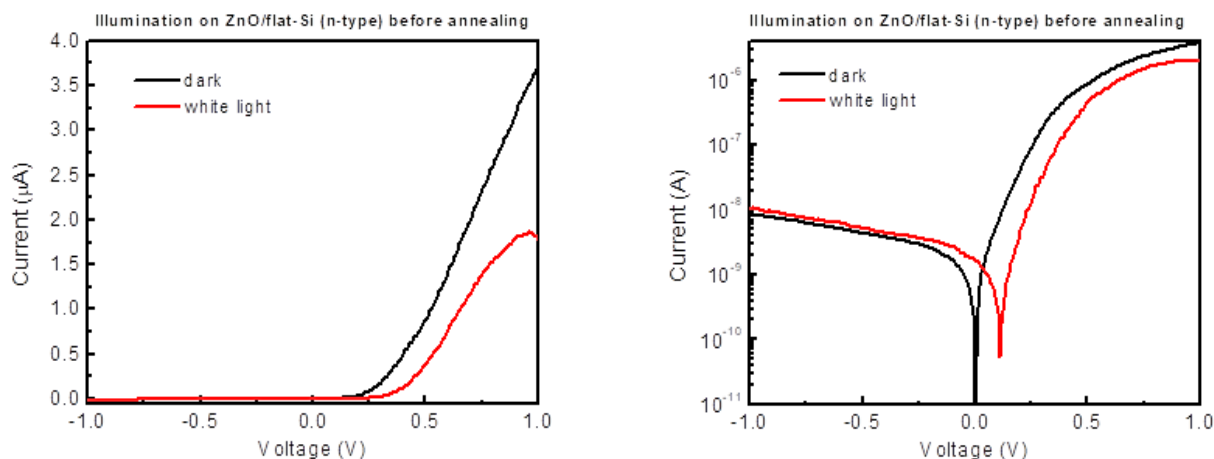 Illumination on ZnO/flat-Si (n-type) before annealing
4.0
3.5
3.0
2.5
2.0
1.5
1.0
0.5
0.0
Current (μA)
dark
white light
-1.0
-0.5
0.0
0.5
1.0
Voltage (V)
Illumination on ZnO/flat-Si (n-type) before annealing
10⁻⁶
10⁻⁷
10⁻⁸
10⁻⁹
10⁻¹⁰
10⁻¹¹
Current (A)
dark
white light
-1.0
-0.5
0.0
0.5
1.0
Voltage (V)